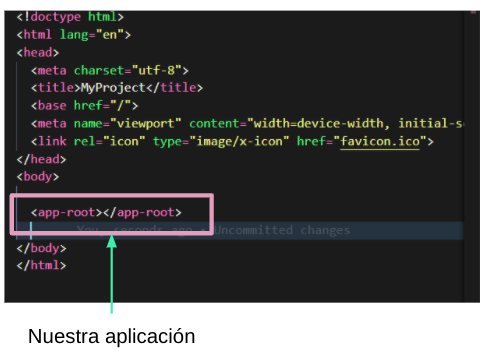 <!doctype html>
<html lang="en">
<head>
<meta charset="utf-8">
<title>MyProject</title>
<base href="/">
<meta name="viewport" content="width=device-width, initial-s
<link rel="icon" type="image/x-icon" href="favicon.ico">
</head>
<body>
<app-root></app-root>
You, seconds ago • Uncommitted changes
</body>
</html>
Nuestra aplicación